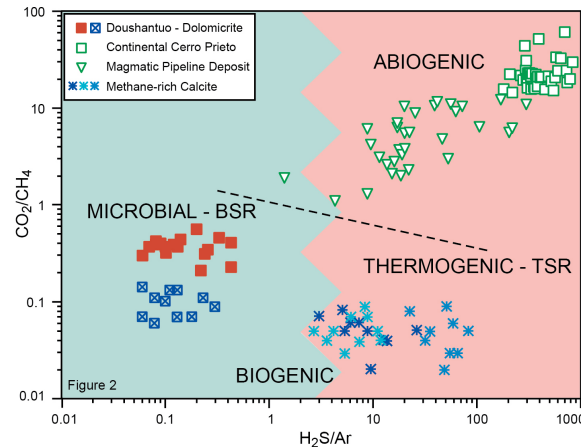 Doushantuo - Dolomicrite
Continental Cerro Prieto
Magmatic Pipeline Deposit
Methane-rich Calcite
ABIOGENIC
MICROBIAL - BSR
THERMOGENIC - TSR
BIOGENIC
Figure 2
CO₂/CH₄
100
10
1
0.1
0.01
0.01
0.1
1
10
100
1000
H₂S/Ar